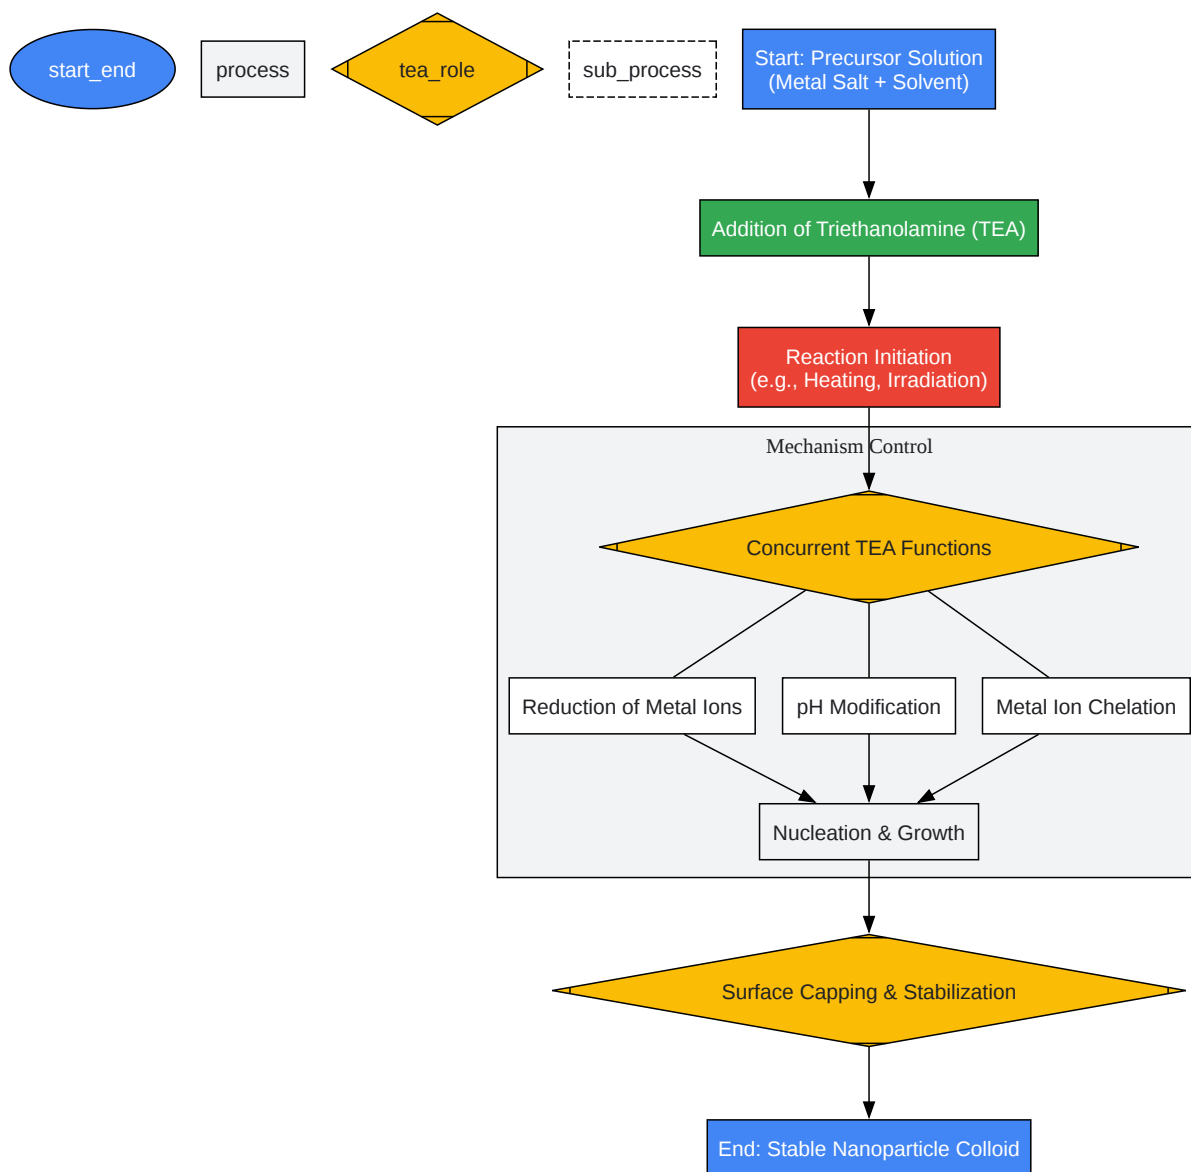 start_end
process
tea_role
sub_process
Start: Precursor Solution
(Metal Salt + Solvent)
Addition of Triethanolamine (TEA)
Reaction Initiation
(e.g., Heating, Irradiation)
Mechanism Control
Concurrent TEA Functions
Reduction of Metal Ions
pH Modification
Metal Ion Chelation
Nucleation & Growth
Surface Capping & Stabilization
End: Stable Nanoparticle Colloid